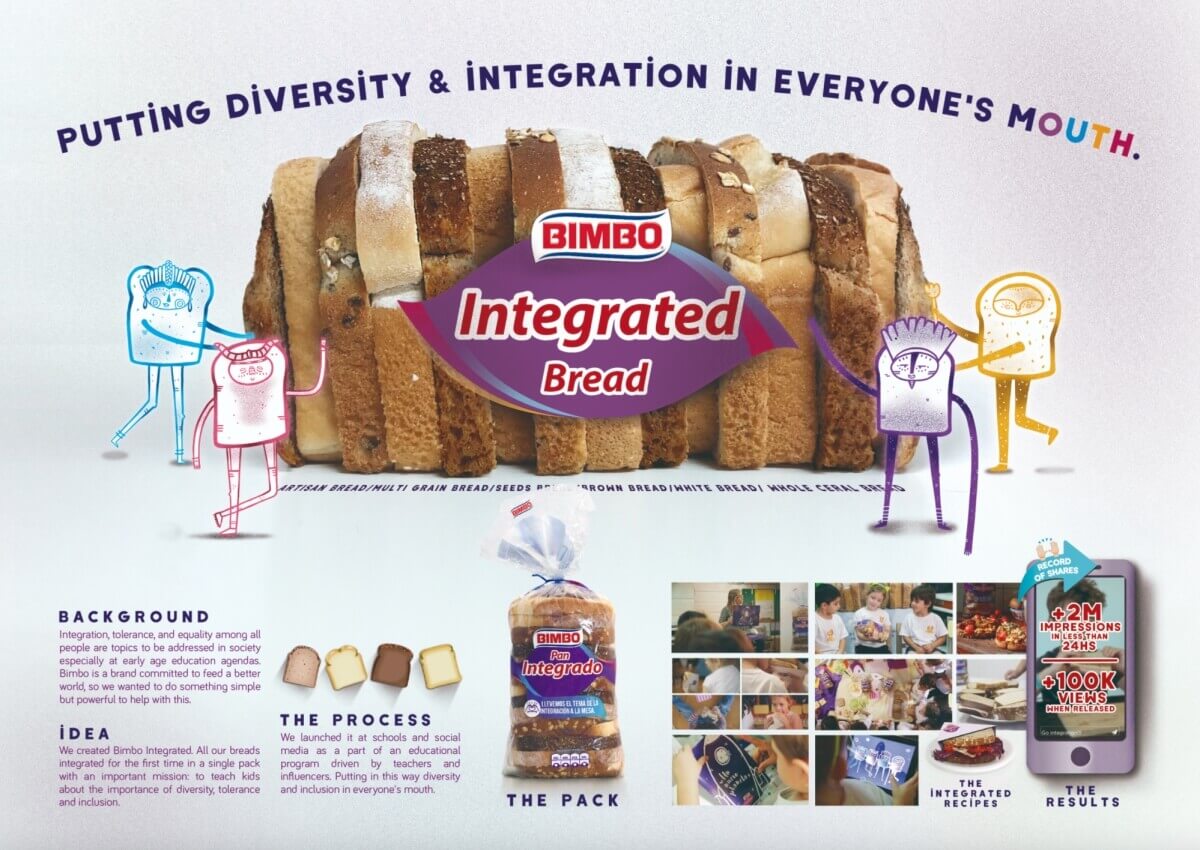 PUTTING DIVERSITY & INTEGRATION IN EVERYONE'S MOUTH.
BIMBO
Integrated
Bread
ARTISAN BREAD/MULTI GRAIN BREAD/SEEDS BROWN BREAD/WHITE BREAD/ WHOLE CERAL BREAD
BACKGROUND
Integration, tolerance, and equality among all
people are topics to be addressed in society
especially at early age education agendas.
Bimbo is a brand committed to feed a better
world, so we wanted to do something simple
but powerful to help with this.
IDEA
We created Bimbo Integrated. All our breads
integrated for the first time in a single pack
with an important mission: to teach kids
about the importance of diversity, tolerance
and inclusion.
THE PROCESS
We launched it at schools and social
media as a part of an educational
program driven by teachers and
influencers. Putting in this way diversity
and inclusion in everyone's mouth.
BIMBO
BIMBO
Pan
Integrado
LLEVEMOS EL TEMA DE LA
INTEGRACIÓN A LA MESA.
THE PACK
THE
INTEGRATED
RECIPES
RECORD
OF SHARES
+2M
IMPRESSIONS
IN LESS THAN
24HS
+100K
VIEWS
WHEN RELEASED
THE
RESULTS